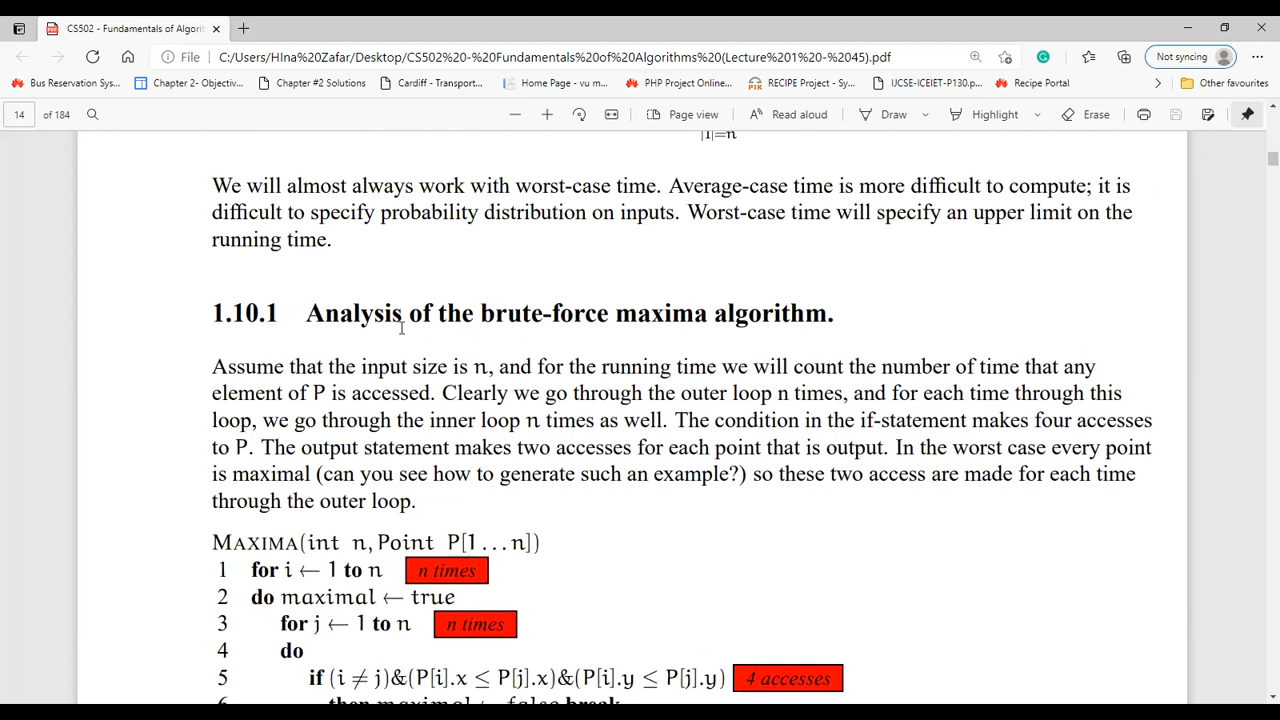 CS502 - Fundamentals of Algorit
File
C:/Users/HIna%20Zafar/Desktop/CS502%20-%20Fundamentals%20of%20Algorithms%20(Lecture%201%20-%2045).pdf
Not syncing
Bus Reservation Sys...
Chapter 2- Objectiv...
Chapter #2 Solutions
Cardiff - Transport...
Home Page - vu m...
PHP Project Online...
RECIPE Project - Vi...
IJCSE-ICEIET-P130.p...
Recipe Portal
Other favourites
14 of 184
Page view
Read aloud
Draw
Highlight
Erase
|I|=n
We will almost always work with worst-case time. Average-case time is more difficult to compute; it is
difficult to specify probability distribution on inputs. Worst-case time will specify an upper limit on the
running time.
1.10.1 Analysis of the brute-force maxima algorithm.
Assume that the input size is n, and for the running time we will count the number of time that any
element of P is accessed. Clearly we go through the outer loop n times, and for each time through this
loop, we go through the inner loop n times as well. The condition in the if-statement makes four accesses
to P. The output statement makes two accesses for each point that is output. In the worst case every point
is maximal (can you see how to generate such an example?) so these two access are made for each time
through the outer loop.
MAXIMA(int n, Point P[1...n])
1 for i ← 1 to n n times
2 do maximal ← true
3 for j ← 1 to n n times
4 do
5 if (i ≠ j)&(P[i].x ≤ P[j].x)&(P[i].y ≤ P[j].y) 4 accesses
6 then maximal ← false break